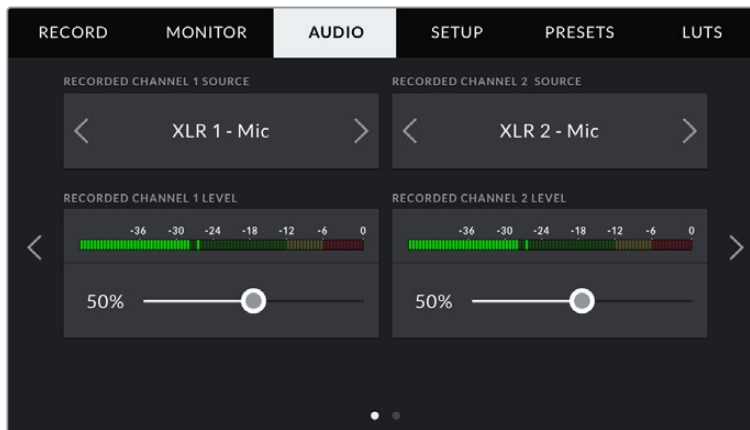 RECORD MONITOR AUDIO SETUP PRESETS LUTS
RECORDED CHANNEL 1 SOURCE RECORDED CHANNEL 2 SOURCE
XLR 1 - Mic XLR 2 - Mic
RECORDED CHANNEL 1 LEVEL RECORDED CHANNEL 2 LEVEL
-36 -30 -24 -18 -12 -6 0 -36 -30 -24 -18 -12 -6 0
50% 50%